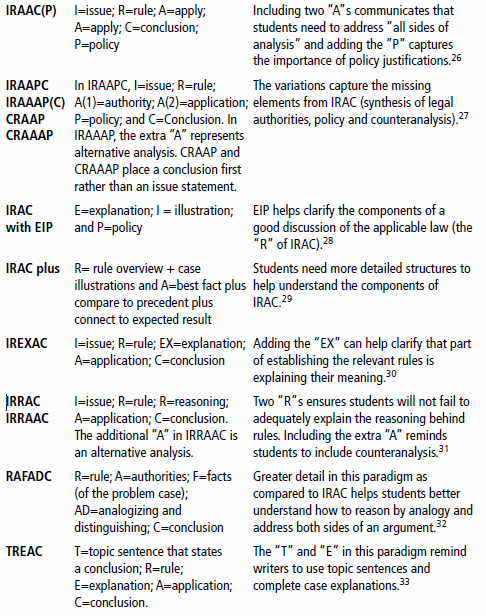 IRAAC(P) I=issue; R=rule; A=apply; Including two "A"s communicates that
A=apply; C=conclusion; students need to address "all sides of
P=policy analysis" and adding the "P" captures
the importance of policy justifications.26
IRAAPC In IRAAPC, I=issue; R=rule; The variations capture the missing
IRAAAP(C) A(1)=authority; A(2)=application; elements from IRAC (synthesis of legal
CRAAP P=policy; and C=Conclusion. In authorities, policy and counteranalysis).27
CRAAAP IRAAAP, the extra "A" represents
alternative analysis. CRAAP and
CRAAAP place a conclusion first
rather than an issue statement.
IRAC E=explanation; I = illustration; EIP helps clarify the components of a
with EIP and P=policy good discussion of the applicable law (the
"R" of IRAC).28
IRAC plus R= rule overview + case Students need more detailed structures to
illustrations and A=best fact plus help understand the components of
compare to precedent plus IRAC.29
connect to expected result
IREXAC I=issue; R=rule; EX=explanation; Adding the "EX" can help clarify that part
A=application; C=conclusion of establishing the relevant rules is
explaining their meaning.30
IRRAC I=issue; R=rule; R=reasoning; Two "R"s ensures students will not fail to
IRRAAC A=application; C=conclusion. adequately explain the reasoning behind
The additional "A" in IRRAAC is rules. Including the extra "A" reminds
an alternative analysis. students to include counteranalysis.31
RAFADC R=rule; A=authorities; F=facts Greater detail in this paradigm as
(of the problem case); compared to IRAC helps students better
AD=analogizing and understand how to reason by analogy and
distinguishing; C=conclusion address both sides of an argument.32
TREAC T=topic sentence that states The "T" and "E" in this paradigm remind
a conclusion; R=rule; writers to use topic sentences and
E=explanation; A=application; complete case explanations.33
C=conclusion.